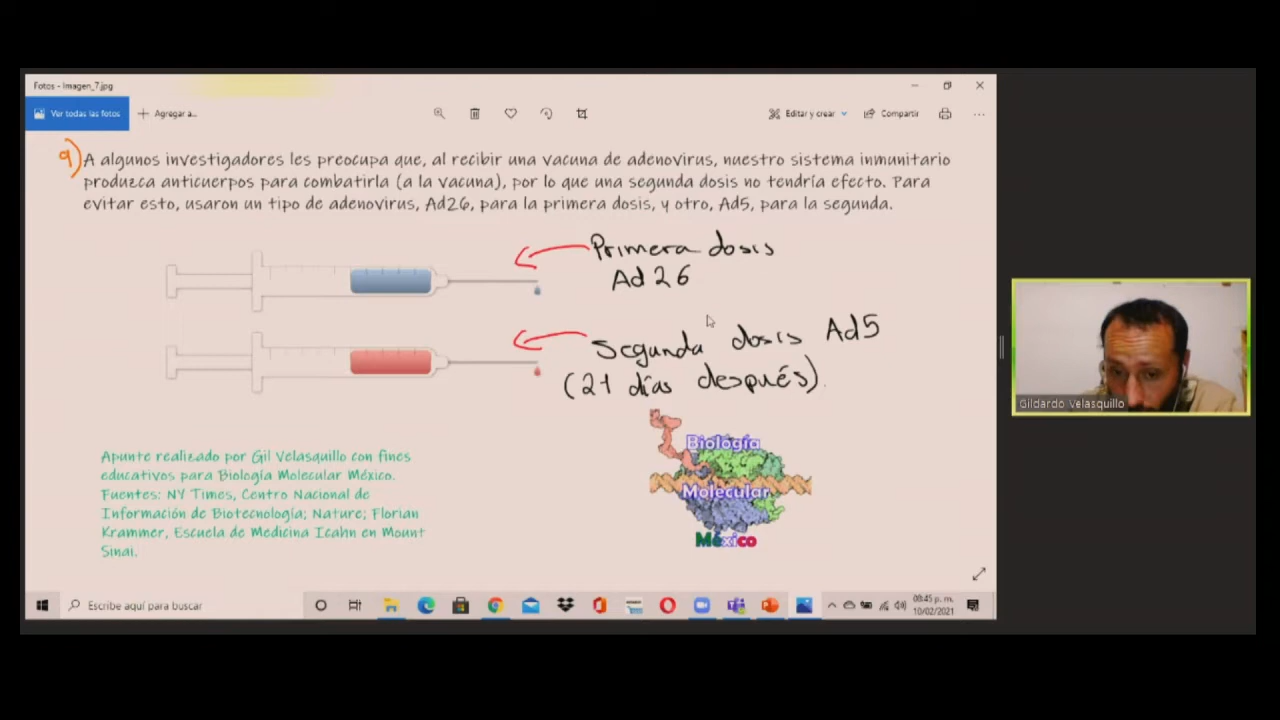 Fotos - Imagen_7.jpg
Ver todas las fotos
Agregar a...
Editar y crear
Compartir
9)
A algunos investigadores les preocupa que, al recibir una vacuna de adenovirus, nuestro sistema inmunitario
produzca anticuerpos para combatirla (a la vacuna), por lo que una segunda dosis no tendría efecto. Para
evitar esto, usaron un tipo de adenovirus, Ad26, para la primera dosis, y otro, Ad5, para la segunda.
Primera dosis
Ad 26
Segunda dosis Ad5
(21 días después).
Gildardo Velasquillo
Biología
Molecular
México
Apunte realizado por Gil Velasquillo con fines
educativos para Biología Molecular México.
Fuentes: NY Times, Centro Nacional de
Información de Biotecnología; Nature; Florian
Krammer, Escuela de Medicina Icahn en Mount
Sinai.
Escribe aquí para buscar
08:45 p. m.
10/02/2021